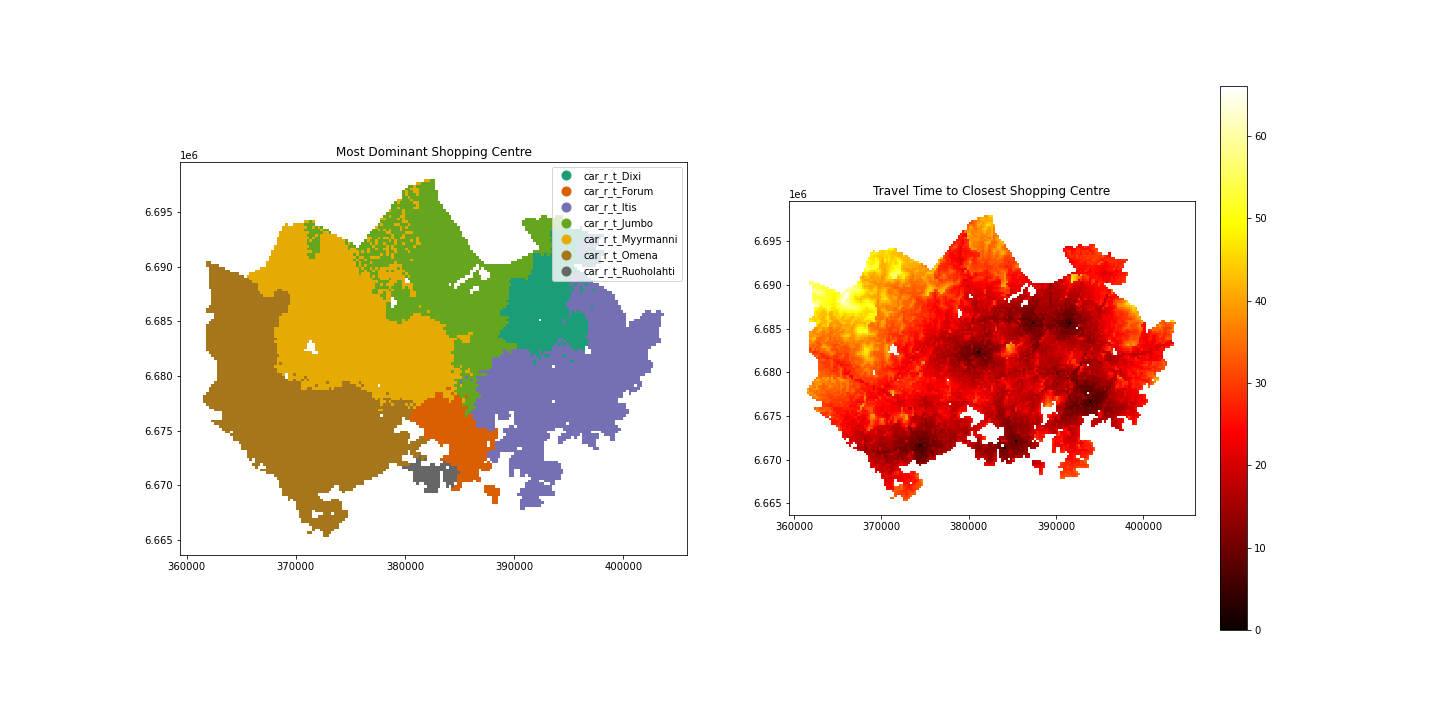 Most Dominant Shopping Centre
1e6
car_r_t_Dixi
car_r_t_Forum
car_r_t_Itis
car_r_t_Jumbo
car_r_t_Myyrmanni
car_r_t_Omena
car_r_t_Ruoholahti
6.695
6.690
6.685
6.680
6.675
6.670
6.665
360000 370000 380000 390000 400000
Travel Time to Closest Shopping Centre
1e6
6.695
6.690
6.685
6.680
6.675
6.670
6.665
360000 370000 380000 390000 400000
60
50
40
30
20
10
0